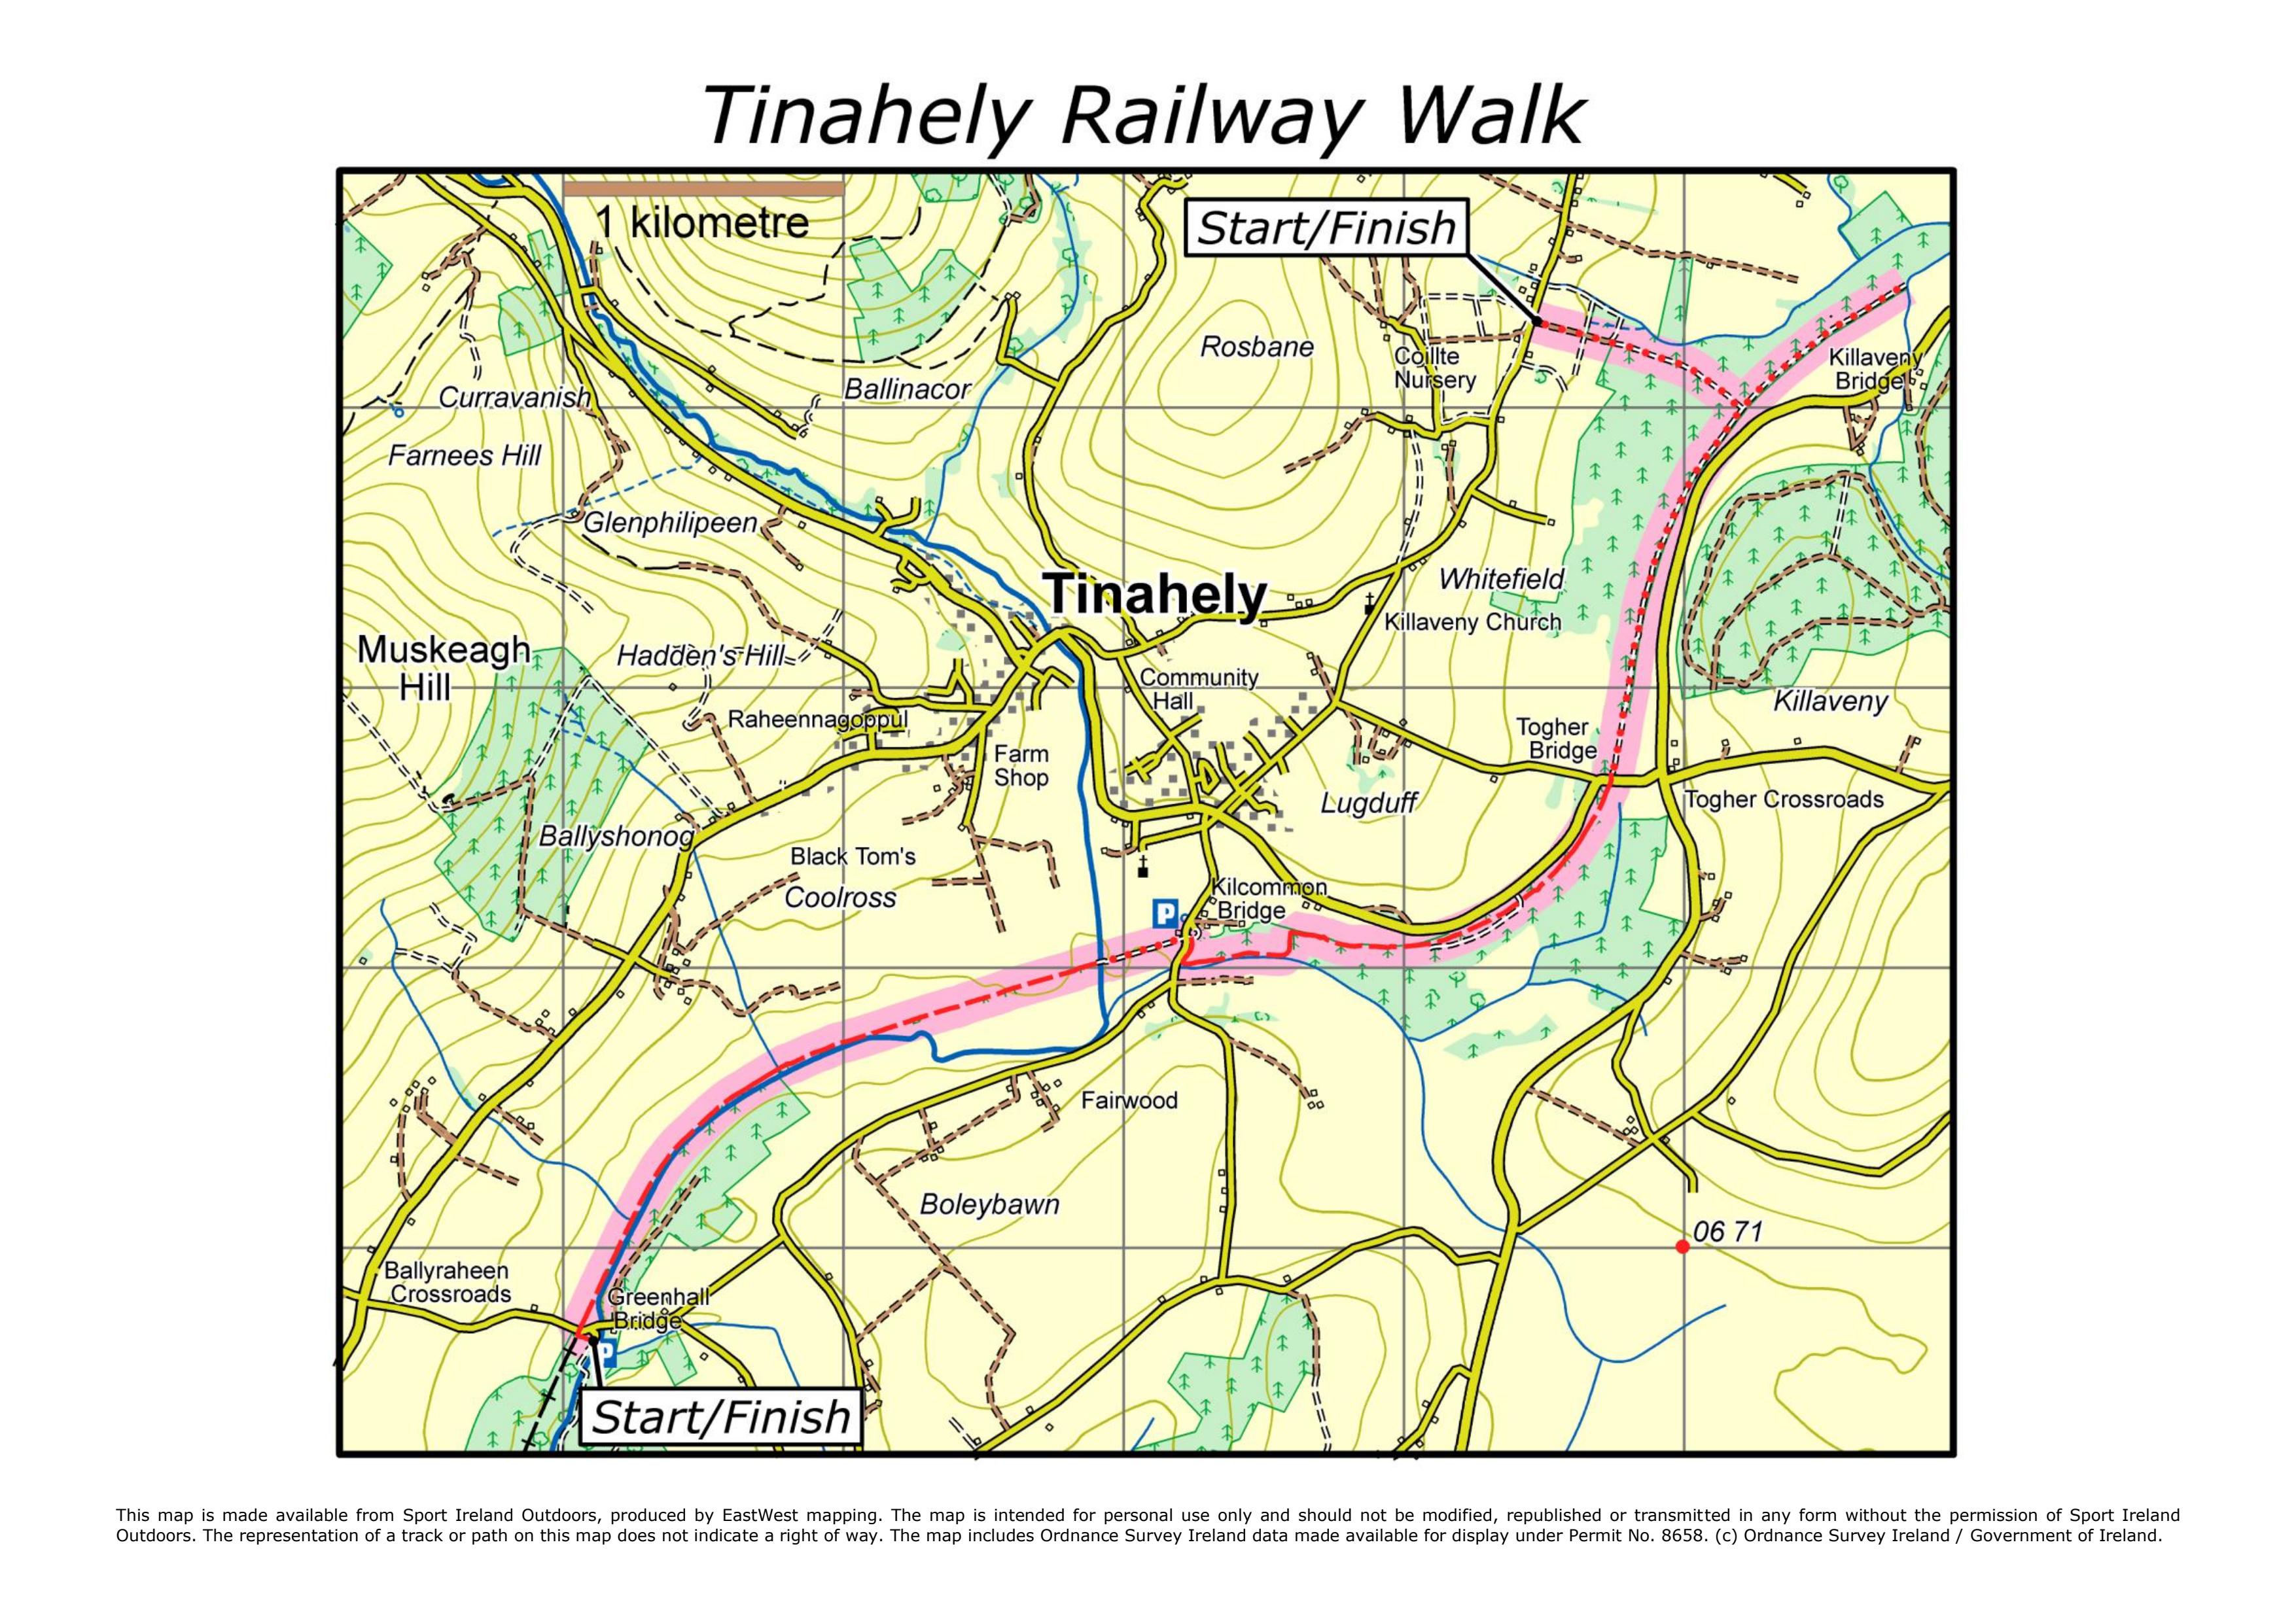 Tinahely Railway Walk
1 kilometre
Start/Finish
Rosbane
Coillte
Nursery
Killaveny
Bridge
Ballinacor
Curravanish
Farnees Hill
Glenphilipeen
Tinahely
Whitefield
Killaveny Church
Muskeagh
Hill
Hadden's Hill
Community
Hall
Killaveny
Raheennagoppul
Togher
Bridge
Farm
Shop
Lugduff
Togher Crossroads
Ballyshonog
Black Tom's
Coolross
Kilcommon
Bridge
P
Fairwood
Boleybawn
06 71
Ballyraheen
Crossroads
Greenhall
Bridge
P
Start/Finish
This map is made available from Sport Ireland Outdoors, produced by EastWest mapping. The map is intended for personal use only and should not be modified, republished or transmitted in any form without the permission of Sport Ireland
Outdoors. The representation of a track or path on this map does not indicate a right of way. The map includes Ordnance Survey Ireland data made available for display under Permit No. 8658. (c) Ordnance Survey Ireland / Government of Ireland.